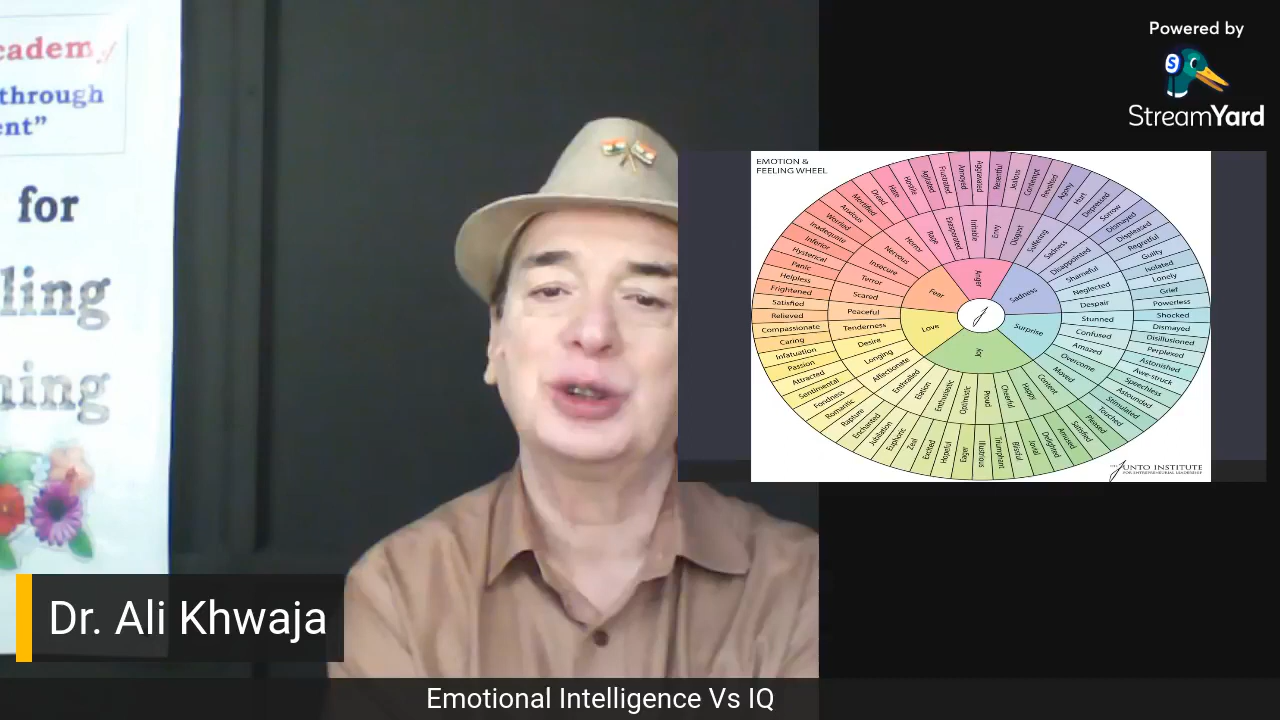 cademy
through
ent”
for
ling
ning
Powered by
StreamYard
EMOTION &
FEELING WHEEL
Anger
Sadness
Surprise
Joy
Love
Fear
Rage
Exasperated
Irritable
Envy
Disgust
Suffering
Sadness
Disappointed
Shameful
Neglected
Despair
Stunned
Confused
Amazed
Overcome
Moved
Content
Happy
Cheerful
Proud
Optimistic
Enthusiastic
Elation
Enthralled
Affectionate
Longing
Desire
Tenderness
Peaceful
Scared
Terror
Insecure
Nervous
Horror
Hate
Hostile
Agitated
Frustrated
Annoyed
Aggravated
Resentful
Jealous
Contempt
Revolted
Agony
Hurt
Depressed
Sorrow
Dismayed
Displeased
Regretful
Guilty
Isolated
Lonely
Grief
Powerless
Shocked
Dismayed
Disillusioned
Perplexed
Astonished
Awe-struck
Speechless
Astounded
Stimulated
Touched
Pleased
Satisfied
Amused
Delighted
Jovial
Blissful
Triumphant
Illustrious
Eager
Hopeful
Excited
Zeal
Euphoric
Jubilation
Enchanted
Rapture
Romantic
Fondness
Sentimental
Attracted
Passion
Infatuation
Caring
Compassionate
Relieved
Satisfied
Frightened
Helpless
Panic
Hysterical
Inferior
Inadequate
Worried
Anxious
Mortified
Dread
JUNTO INSTITUTE
FOR ENTREPRENEURIAL LEADERSHIP
Dr. Ali Khwaja
Emotional Intelligence Vs IQ